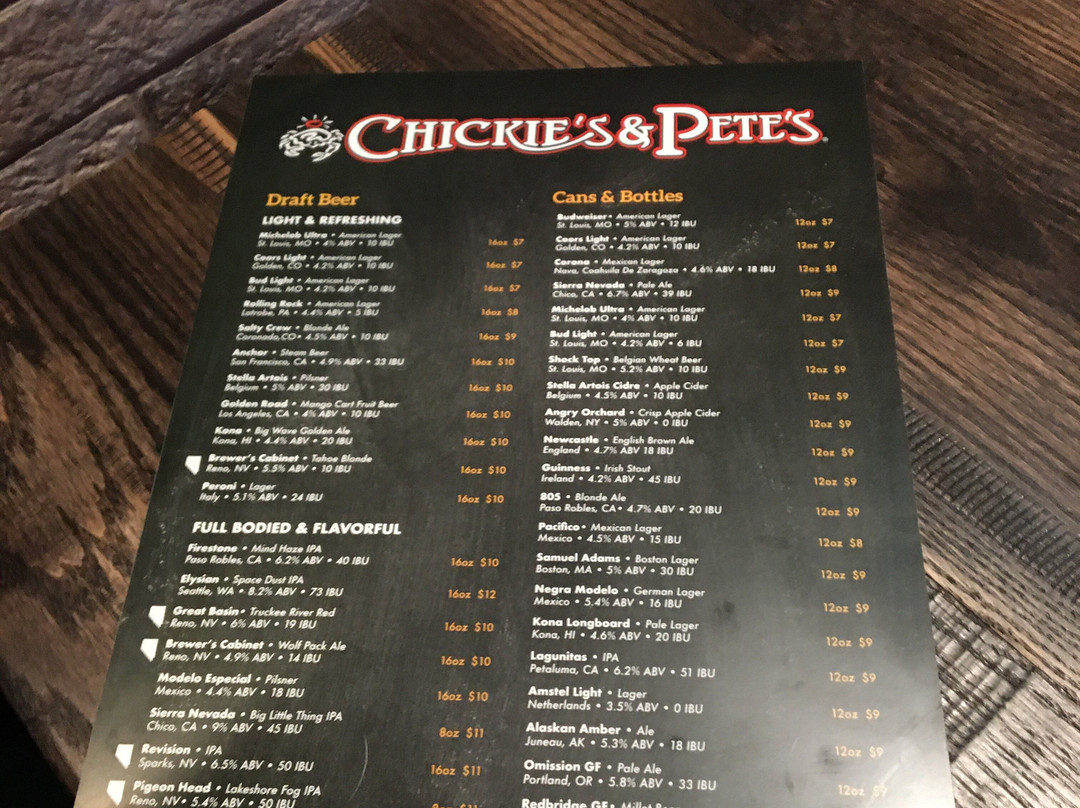 CHICKIE'S & PETE'S
Draft Beer
LIGHT & REFRESHING
Michelob Ultra • American Lager
St. Louis, MO • 4% ABV • 10 IBU
16oz $7
Coors Light • American Lager
Golden, CO • 4.2% ABV • 10 IBU
16oz $7
Bud Light • American Lager
St. Louis, MO • 4.2% ABV • 10 IBU
16oz $7
Rolling Rock • American Lager
Latrobe, PA • 4.4% ABV • 5 IBU
16oz $8
Salty Crew • Blonde Ale
Coronado,CO • 4.5% ABV • 10 IBU
16oz $9
Anchor • Steam Beer
San Francisco, CA • 4.9% ABV • 33 IBU
16oz $10
Stella Artois • Pilsner
Belgium • 5% ABV • 30 IBU
16oz $10
Golden Road • Mango Cart Fruit Beer
Los Angeles, CA • 4% ABV • 10 IBU
16oz $10
Kona • Big Wave Golden Ale
Kona, HI • 4.4% ABV • 20 IBU
16oz $10
Brewer's Cabinet • Tahoe Blonde
Reno, NV • 5.5% ABV • 10 IBU
16oz $10
Peroni • Lager
Italy • 5.1% ABV • 24 IBU
16oz $10
FULL BODIED & FLAVORFUL
Firestone • Mind Haze IPA
Paso Robles, CA • 6.2% ABV • 40 IBU
16oz $10
Elysian • Space Dust IPA
Seattle, WA • 8.2% ABV • 73 IBU
16oz $12
Great Basin • Truckee River Red
Reno, NV • 6% ABV • 19 IBU
16oz $10
Brewer's Cabinet • Wolf Pack Ale
Reno, NV • 4.9% ABV • 14 IBU
16oz $10
Modelo Especial • Pilsner
Mexico • 4.4% ABV • 18 IBU
16oz $10
Sierra Nevada • Big Little Thing IPA
Chico, CA • 9% ABV • 45 IBU
8oz $11
Revision • IPA
Sparks, NV • 6.5% ABV • 50 IBU
16oz $11
Pigeon Head • Lakeshore Fog IPA
Reno, NV • 5.4% ABV • 50 IBU
Cans & Bottles
Budweiser • American Lager
St. Louis, MO • 5% ABV • 12 IBU
12oz $7
Coors Light • American Lager
Golden, CO • 4.2% ABV • 10 IBU
12oz $7
Corona • Mexican Lager
Nava, Coahuila De Zaragoza • 4.6% ABV • 18 IBU
12oz $8
Sierra Nevada • Pale Ale
Chico, CA • 6.7% ABV • 39 IBU
12oz $9
Michelob Ultra • American Lager
St. Louis, MO • 4% ABV • 10 IBU
12oz $7
Bud Light • American Lager
St. Louis, MO • 4.2% ABV • 6 IBU
12oz $7
Shock Top • Belgian Wheat Beer
St. Louis, MO • 5.2% ABV • 10 IBU
12oz $9
Stella Artois Cidre • Apple Cider
Belgium • 4.5% ABV • 10 IBU
12oz $9
Angry Orchard • Crisp Apple Cider
Walden, NY • 5% ABV • 0 IBU
12oz $9
Newcastle • English Brown Ale
England • 4.7% ABV 18 IBU
12oz $9
Guinness • Irish Stout
Ireland • 4.2% ABV • 45 IBU
12oz $9
805 • Blonde Ale
Paso Robles, CA • 4.7% ABV • 20 IBU
12oz $9
Pacifico • Mexican Lager
Mexico • 4.5% ABV • 15 IBU
12oz $8
Samuel Adams • Boston Lager
Boston, MA • 5% ABV • 30 IBU
12oz $9
Negra Modelo • German Lager
Mexico • 5.4% ABV • 16 IBU
12oz $9
Kona Longboard • Pale Lager
Kona, HI • 4.6% ABV • 20 IBU
12oz $9
Lagunitas • IPA
Petaluma, CA • 6.2% ABV • 51 IBU
12oz $9
Amstel Light • Lager
Netherlands • 3.5% ABV • 0 IBU
12oz $9
Alaskan Amber • Ale
Juneau, AK • 5.3% ABV • 18 IBU
12oz $9
Omission GF • Pale Ale
Portland, OR • 5.8% ABV • 33 IBU
12oz $9
Redbridge GF • Millet